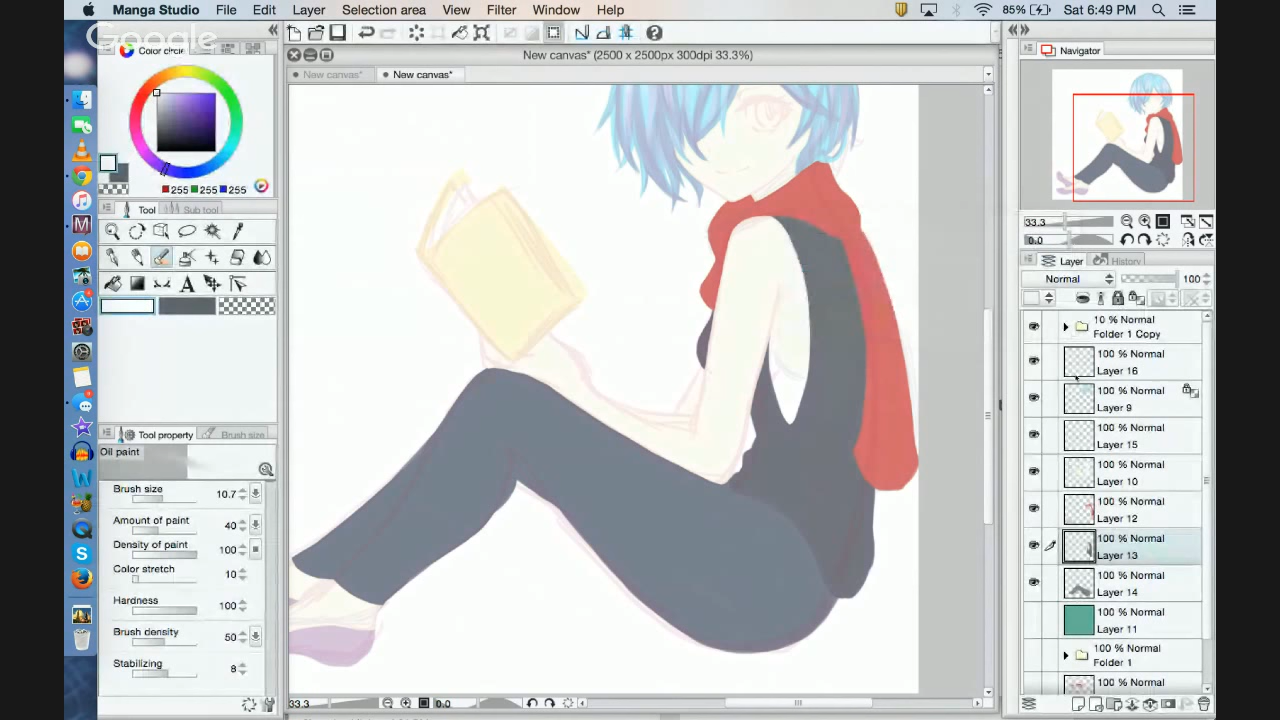 Manga Studio File Edit Layer Selection area View Filter Window Help 85% Sat 6:49 PM
Google
Color circle
New canvas* (2500 x 2500px 300dpi 33.3%)
Navigator
New canvas* New canvas*
255 255 255
Tool Sub tool
33.3
0.0
Layer History
Normal 100
10 % Normal
Folder 1 Copy
100 % Normal
Layer 16
100 % Normal
Layer 9
100 % Normal
Layer 15
100 % Normal
Layer 10
100 % Normal
Layer 12
100 % Normal
Layer 13
100 % Normal
Layer 14
100 % Normal
Layer 11
100 % Normal
Folder 1
100 % Normal
Tool property Brush size
Oil paint
Brush size 10.7
Amount of paint 40
Density of paint 100
Color stretch 10
Hardness 100
Brush density 50
Stabilizing 8
33.3 0.0